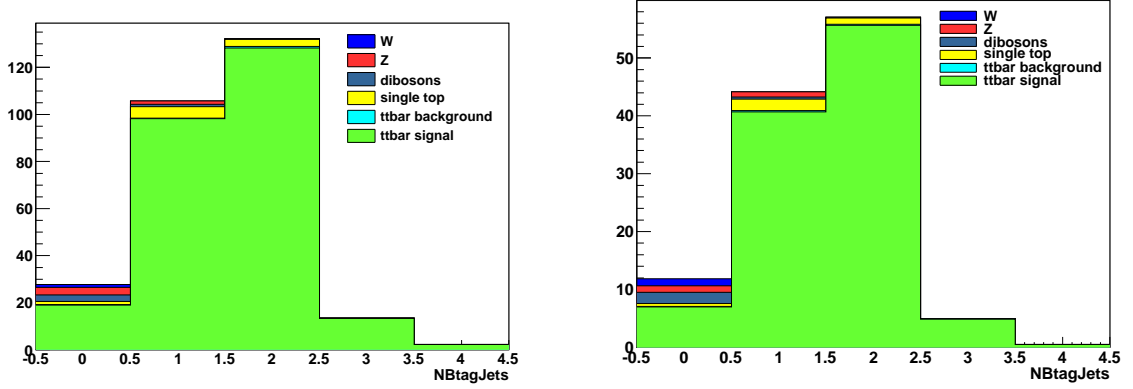 120
100
80
60
40
20
0
W
Z
dibosons
single top
ttbar background
ttbar signal
-0.5 0 0.5 1 1.5 2 2.5 3 3.5 4 4.5
NBtagJets
50
40
30
20
10
0
W
Z
dibosons
single top
ttbar background
ttbar signal
-0.5 0 0.5 1 1.5 2 2.5 3 3.5 4 4.5
NBtagJets